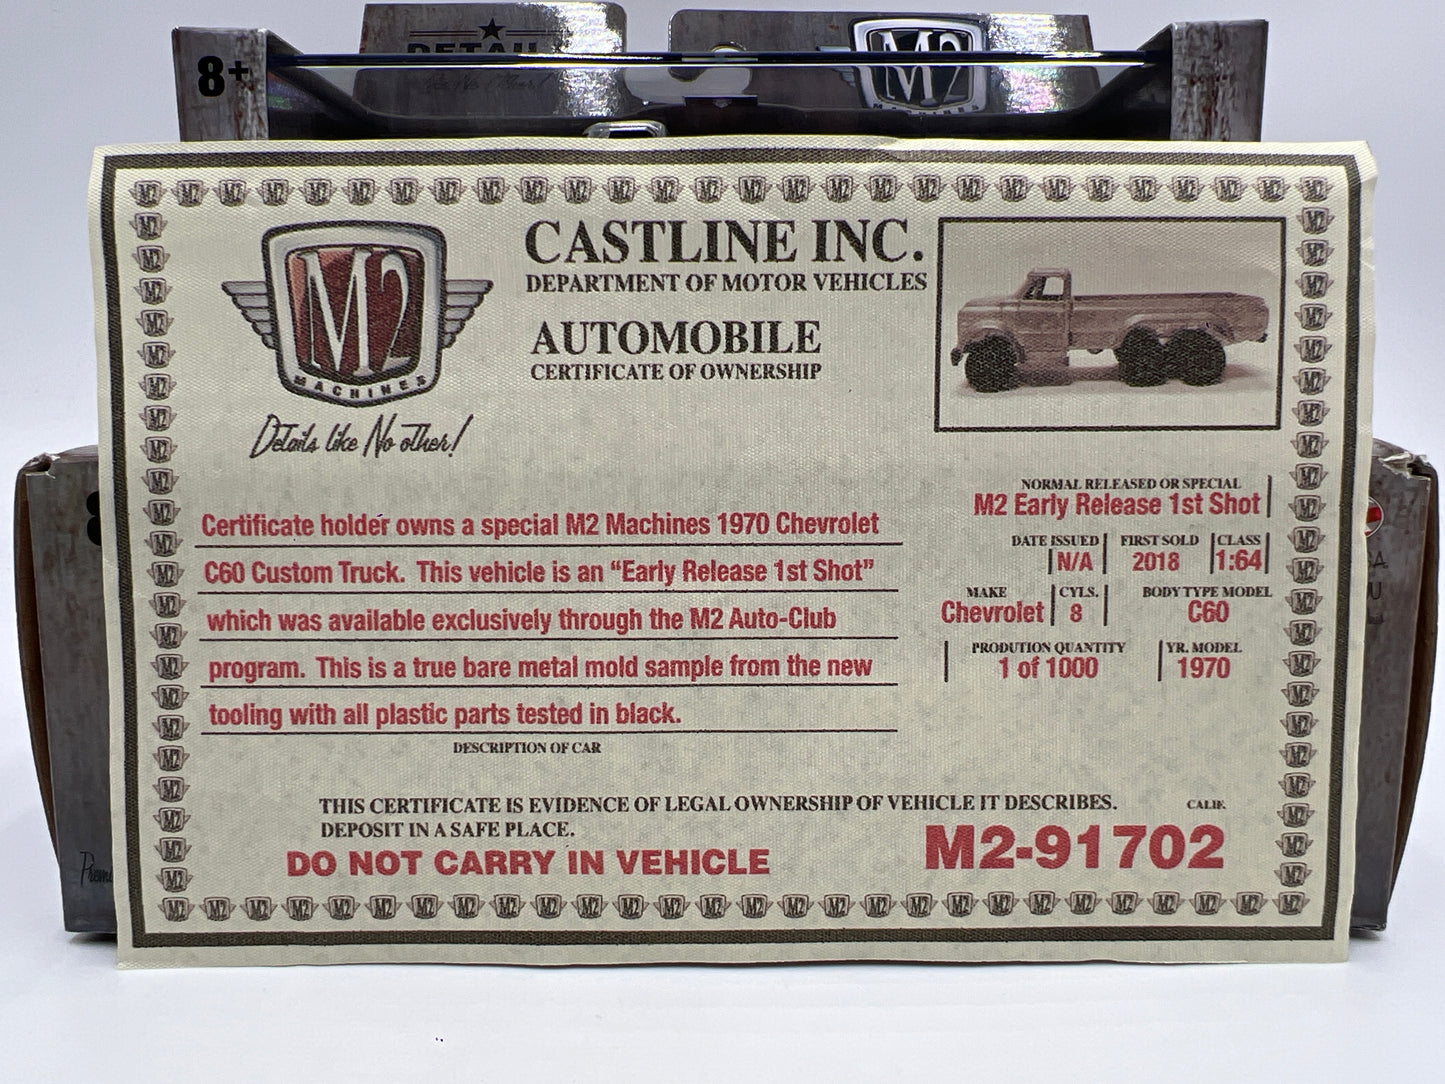 8+
DETAIL
M2
MACHINES
M2
MACHINES
Details like No other!
CASTLINE INC.
DEPARTMENT OF MOTOR VEHICLES
AUTOMOBILE
CERTIFICATE OF OWNERSHIP
Certificate holder owns a special M2 Machines 1970 Chevrolet
C60 Custom Truck. This vehicle is an “Early Release 1st Shot”
which was available exclusively through the M2 Auto-Club
program. This is a true bare metal mold sample from the new
tooling with all plastic parts tested in black.
DESCRIPTION OF CAR
NORMAL RELEASED OR SPECIAL
M2 Early Release 1st Shot
DATE ISSUED FIRST SOLD CLASS
N/A 2018 1:64
MAKE CYLS. BODY TYPE MODEL
Chevrolet 8 C60
PRODUTION QUANTITY YR. MODEL
1 of 1000 1970
THIS CERTIFICATE IS EVIDENCE OF LEGAL OWNERSHIP OF VEHICLE IT DESCRIBES.
DEPOSIT IN A SAFE PLACE.
DO NOT CARRY IN VEHICLE
CALIF.
M2-91702